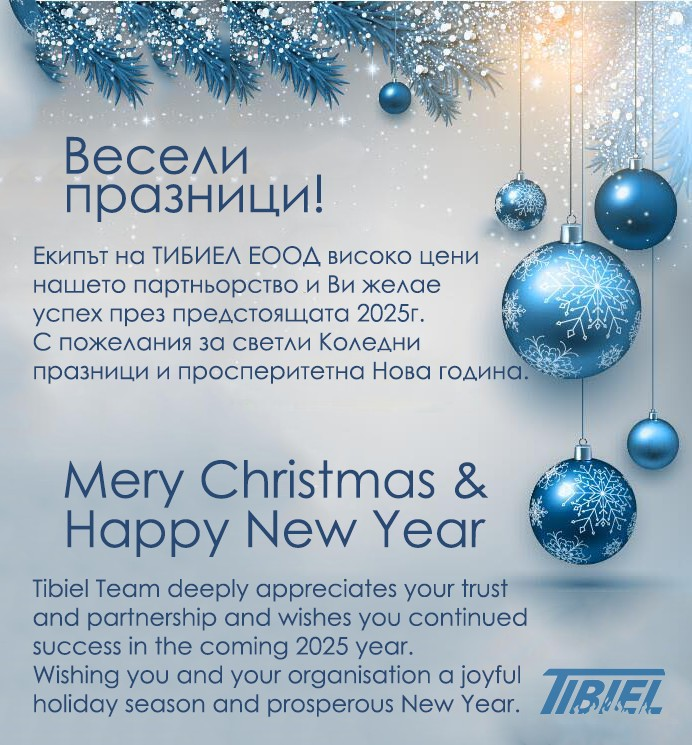 Весели
празници!
Екипът на ТИБИЕЛ ЕООД високо цени
нашето партньорство и Ви желае
успех през предстоящата 2025г.
С пожелания за светли Коледни
празници и просперитетна Нова година.
Mery Christmas &
Happy New Year
Tibiel Team deeply appreciates your trust
and partnership and wishes you continued
success in the coming 2025 year.
Wishing you and your organisation a joyful
holiday season and prosperous New Year.
TIBIEL